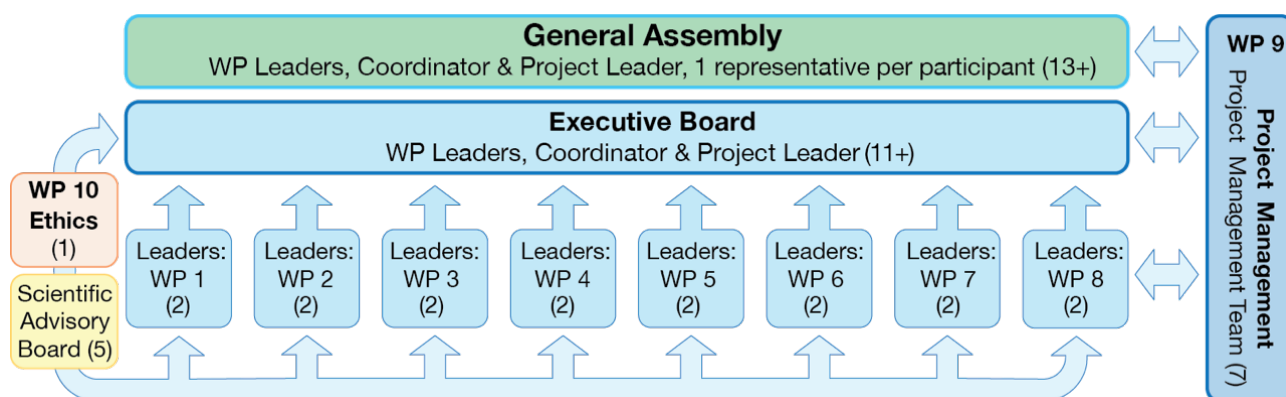 General Assembly
WP Leaders, Coordinator & Project Leader, 1 representative per participant (13+)
Executive Board
WP Leaders, Coordinator & Project Leader (11+)
WP 10
Ethics
(1)
Scientific
Advisory
Board (5)
Leaders:
WP 1
(2)
Leaders:
WP 2
(2)
Leaders:
WP 3
(2)
Leaders:
WP 4
(2)
Leaders:
WP 5
(2)
Leaders:
WP 6
(2)
Leaders:
WP 7
(2)
Leaders:
WP 8
(2)
WP 9
Project Management
Project Management Team (7)